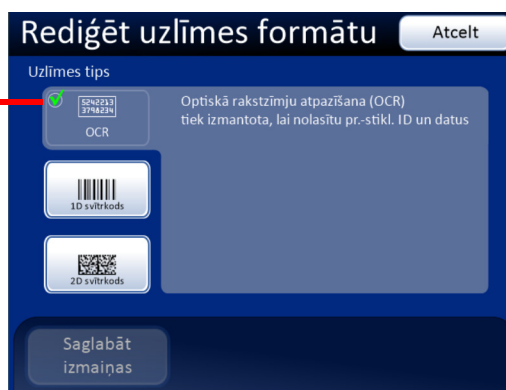 Rediģēt uzlīmes formātu
Atcelt
Uzlīmes tips
5242213
3798234
OCR
Optiskā rakstzīmju atpazīšana (OCR)
tiek izmantota, lai nolasītu pr.-stikl. ID un datus
1D svītrkods
2D svītrkods
Saglabāt
izmaiņas